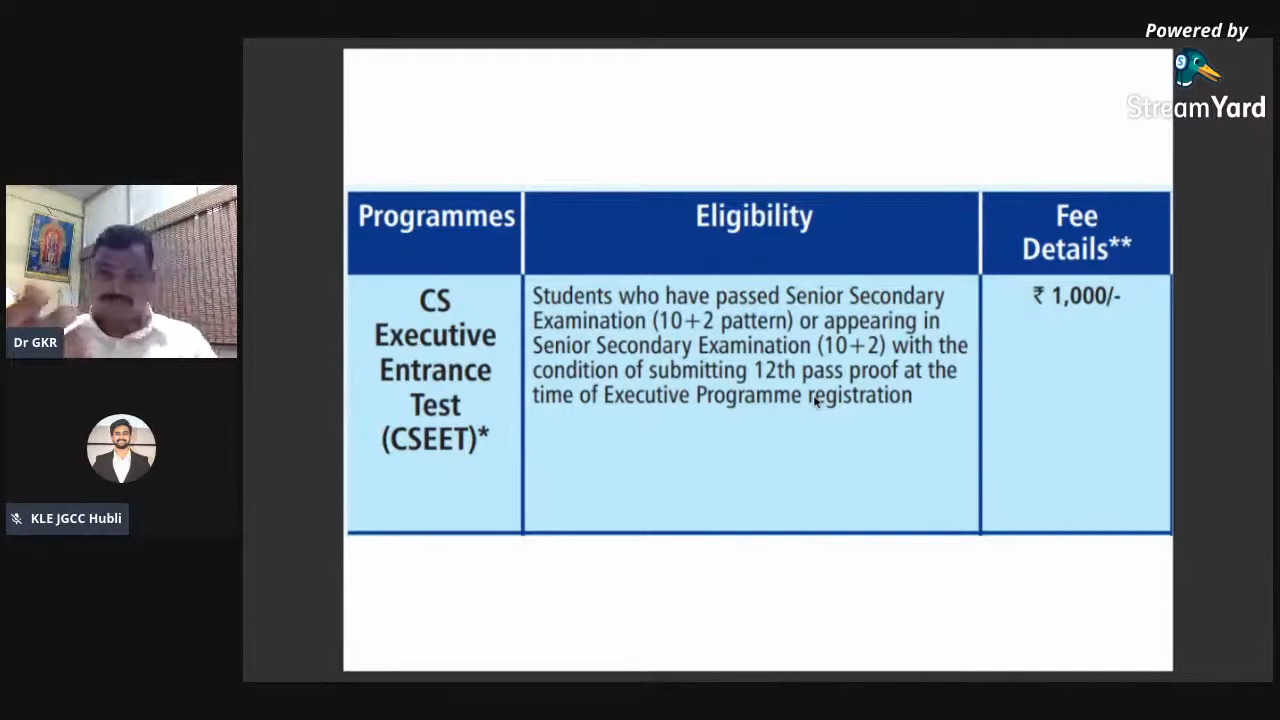 Powered by
StreamYard
Programmes
Eligibility
Fee
Details**
CS
Executive
Entrance
Test
(CSEET)*
Students who have passed Senior Secondary
Examination (10+2 pattern) or appearing in
Senior Secondary Examination (10+2) with the
condition of submitting 12th pass proof at the
time of Executive Programme registration
₹ 1,000/-
Dr GKR
KLE JGCC Hubli